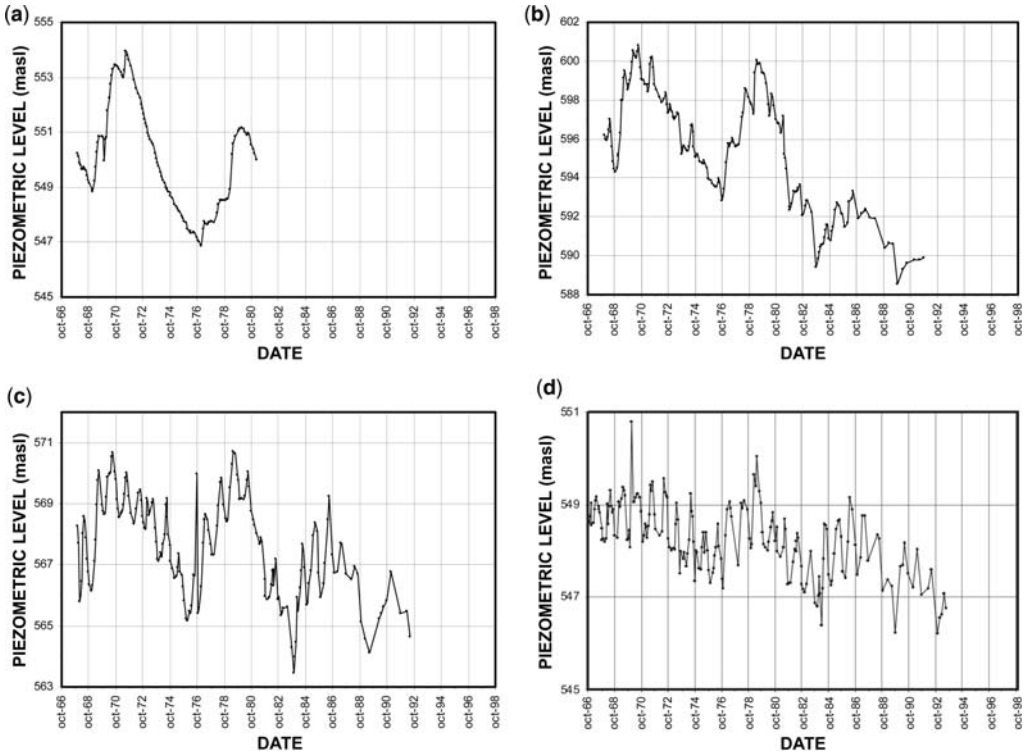 (a)
PIEZOMETRIC LEVEL (masl)
555
553
551
549
547
545
oct-66 oct-68 oct-70 oct-72 oct-74 oct-76 oct-78 oct-80 oct-82 oct-84 oct-86 oct-88 oct-90 oct-92 oct-94 oct-96 oct-98
DATE
(b)
PIEZOMETRIC LEVEL (masl)
602
600
598
596
594
592
590
588
oct-66 oct-68 oct-70 oct-72 oct-74 oct-76 oct-78 oct-80 oct-82 oct-84 oct-86 oct-88 oct-90 oct-92 oct-94 oct-96 oct-98
DATE
(c)
PIEZOMETRIC LEVEL (masl)
571
569
567
565
563
oct-66 oct-68 oct-70 oct-72 oct-74 oct-76 oct-78 oct-80 oct-82 oct-84 oct-86 oct-88 oct-90 oct-92 oct-94 oct-96 oct-98
DATE
(d)
PIEZOMETRIC LEVEL (masl)
551
549
547
545
oct-66 oct-68 oct-70 oct-72 oct-74 oct-76 oct-78 oct-80 oct-82 oct-84 oct-86 oct-88 oct-90 oct-92 oct-94 oct-96 oct-98
DATE